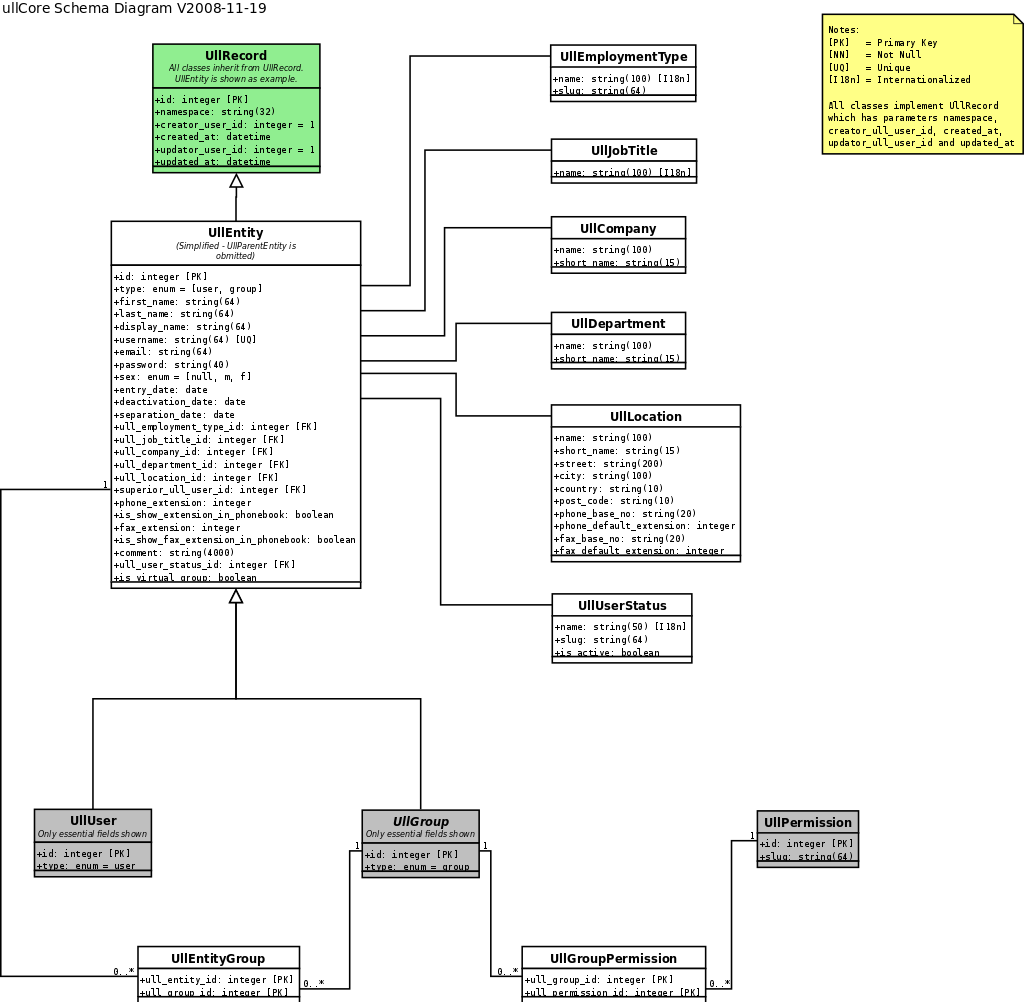 ullCore Schema Diagram V2008-11-19
UllRecord
All classes inherit from UllRecord.
UllEntity is shown as example.
+id: integer [PK]
+namespace: string(32)
+creator_user_id: integer = 1
+created_at: datetime
+updator_user_id: integer = 1
+updated_at: datetime
UllEntity
(Simplified - UllParentEntity is
obmitted)
+id: integer [PK]
+type: enum = [user, group]
+first_name: string(64)
+last_name: string(64)
+display_name: string(64)
+username: string(64) [UQ]
+email: string(64)
+password: string(40)
+sex: enum = [null, m, f]
+entry_date: date
+deactivation_date: date
+separation_date: date
+ull_employment_type_id: integer [FK]
+ull_job_title_id: integer [FK]
+ull_company_id: integer [FK]
+ull_department_id: integer [FK]
+ull_location_id: integer [FK]
+superior_ull_user_id: integer [FK]
+phone_extension: integer
+is_show_extension_in_phonebook: boolean
+fax_extension: integer
+is_show_fax_extension_in_phonebook: boolean
+comment: string(4000)
+ull_user_status_id: integer [FK]
+is_virtual_group: boolean
UllEmploymentType
+name: string(100) [I18n]
+slug: string(64)
UllJobTitle
+name: string(100) [I18n]
UllCompany
+name: string(100)
+short_name: string(15)
UllDepartment
+name: string(100)
+short_name: string(15)
UllLocation
+name: string(100)
+short_name: string(15)
+street: string(200)
+city: string(100)
+country: string(10)
+post_code: string(10)
+phone_base_no: string(20)
+phone_default_extension: integer
+fax_base_no: string(20)
+fax_default_extension: integer
UllUserStatus
+name: string(50) [I18n]
+slug: string(64)
+is_active: boolean
Notes:
[PK] = Primary Key
[NN] = Not Null
[UQ] = Unique
[I18n] = Internationalized
All classes implement UllRecord
which has parameters namespace,
creator_ull_user_id, created_at,
updator_ull_user_id and updated_at
1
UllUser
Only essential fields shown
+id: integer [PK]
+type: enum = user
UllGroup
Only essential fields shown
+id: integer [PK]
+type: enum = group
1
1
UllPermission
+id: integer [PK]
+slug: string(64)
1
UllEntityGroup
+ull_entity_id: integer [PK]
+ull_group_id: integer [PK]
0..*
0..*
UllGroupPermission
+ull_group_id: integer [PK]
+ull_permission_id: integer [PK]
0..*
0..*